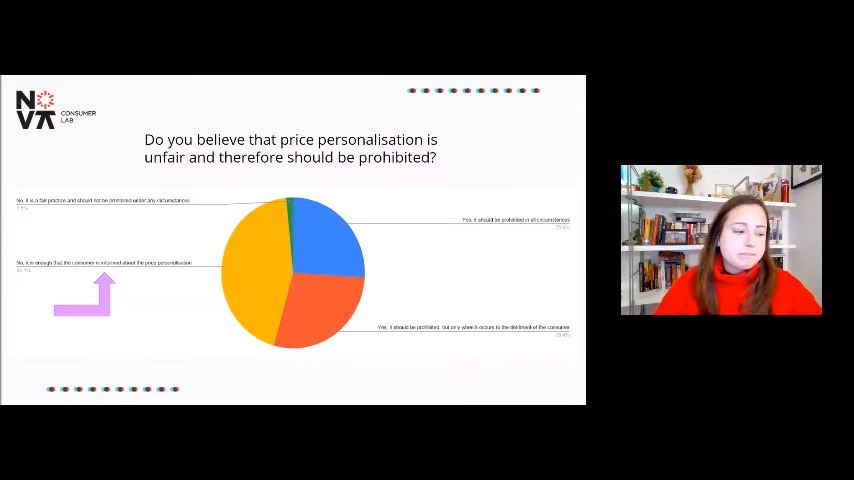 NOVA
CONSUMER
LAB
Do you believe that price personalisation is
unfair and therefore should be prohibited?
No, it is a fair practice and should not be prohibited under any circumstances
Yes, it should be prohibited in all circumstances
No, it is enough that the consumer is informed about the price personalisation
Yes, it should be prohibited, but only when it occurs to the detriment of the consumer